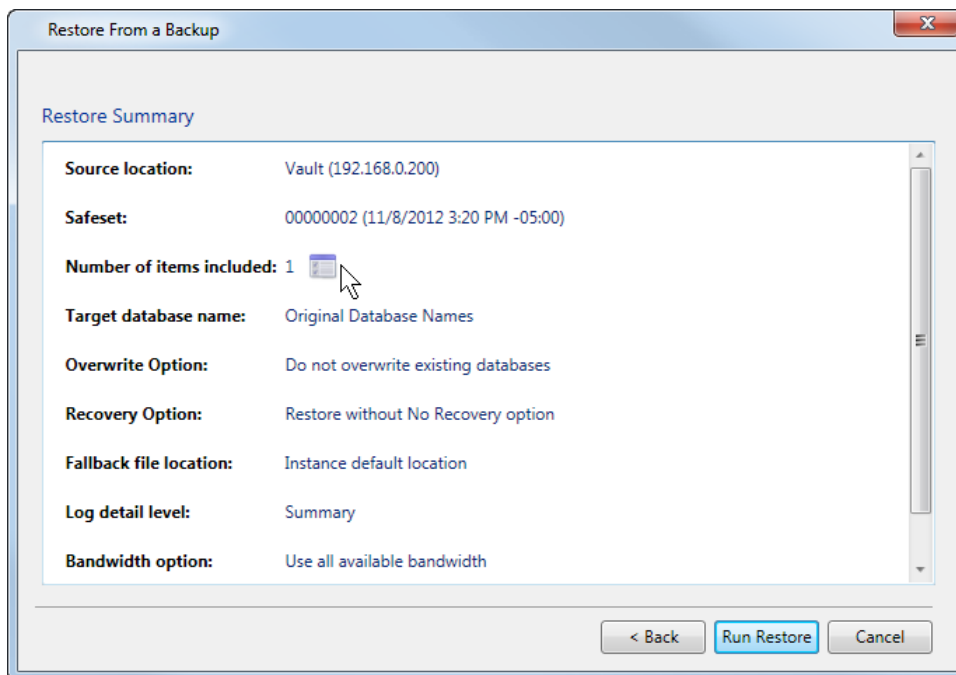 Restore From a Backup
Restore Summary
Source location: Vault (192.168.0.200)
Safeset: 00000002 (11/8/2012 3:20 PM -05:00)
Number of items included: 1
Target database name: Original Database Names
Overwrite Option: Do not overwrite existing databases
Recovery Option: Restore without No Recovery option
Fallback file location: Instance default location
Log detail level: Summary
Bandwidth option: Use all available bandwidth
< Back Run Restore Cancel